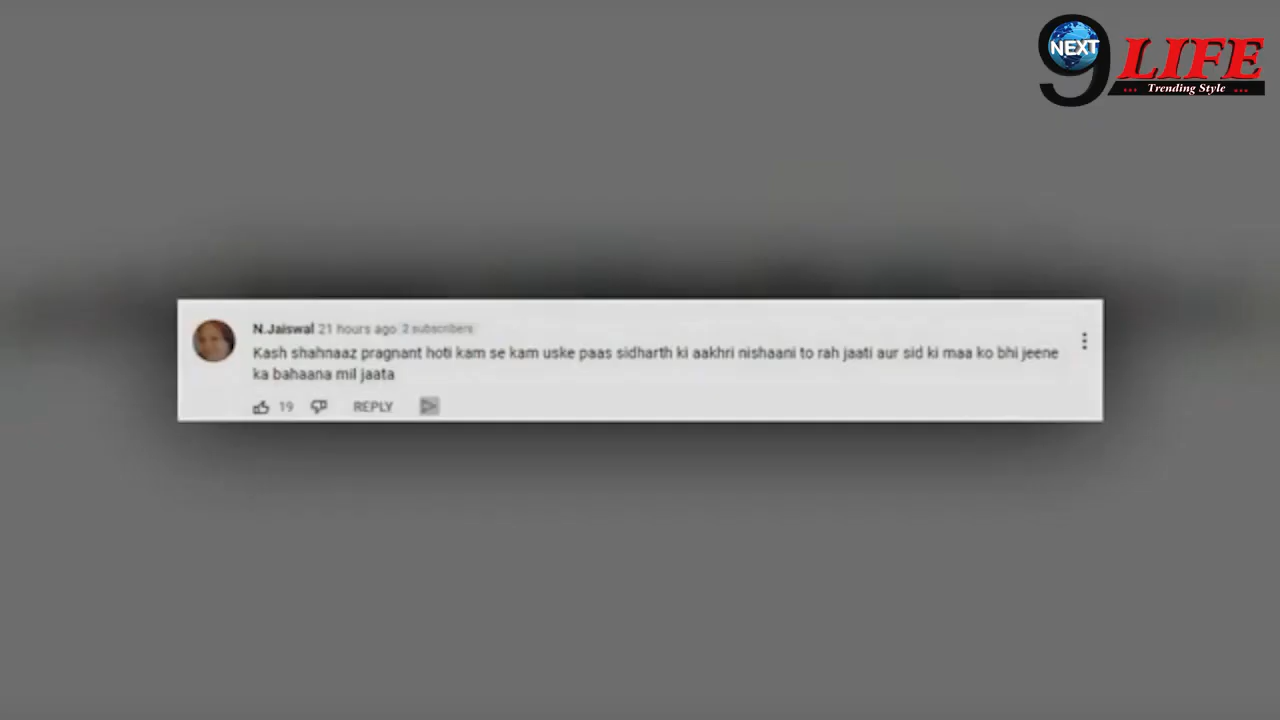 9 NEXT LIFE
... Trending Style ...
N.Jaiswal 21 hours ago 2 subscribers
Kash shahnaaz pragnant hoti kam se kam uske paas sidharth ki aakhri nishaani to rah jaati aur sid ki maa ko bhi jeene
ka bahaana mil jaata
19 REPLY